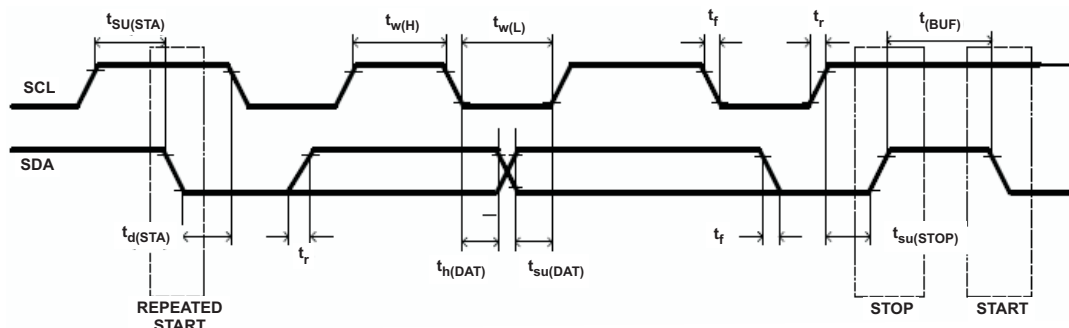 tSU(STA)
tw(H)
tw(L)
tf
tr
t(BUF)
SCL
SDA
td(STA)
tr
th(DAT)
tsu(DAT)
tf
tsu(STOP)
REPEATED
START
STOP
START